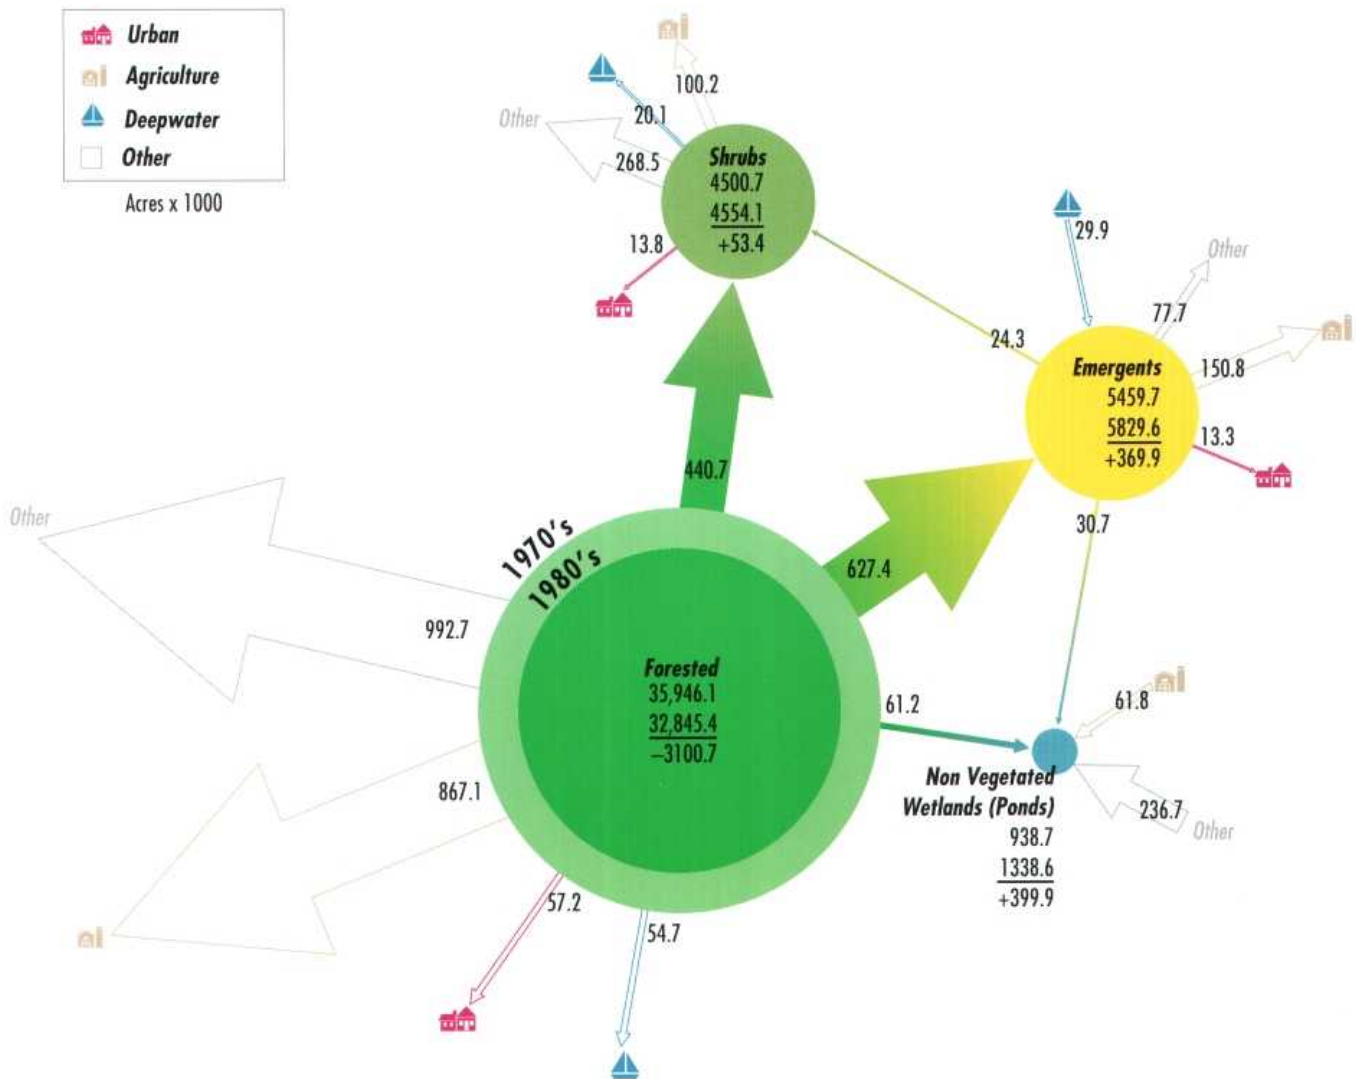 Urban
Agriculture
Deepwater
Other
Acres x 1000
100.2
20.1
Other
268.5
Shrubs
4500.7
4554.1
+53.4
13.8
29.9
Other
77.7
24.3
150.8
Emergents
5459.7
5829.6
+369.9
13.3
30.7
440.7
627.4
Other
992.7
1970's
1980's
Forested
35,946.1
32,845.4
–3100.7
61.2
61.8
Non Vegetated
Wetlands (Ponds)
938.7
1338.6
+399.9
236.7
Other
867.1
57.2
54.7